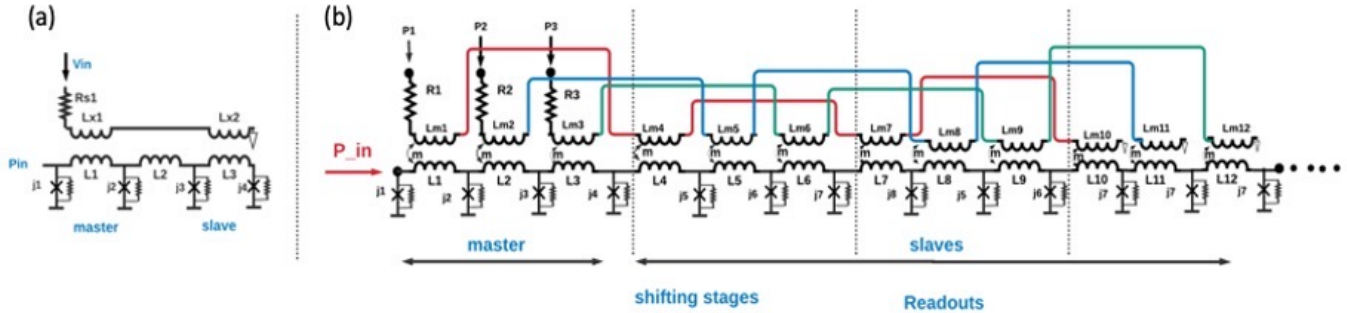 (a)
Vin
Rs1
Lx1 Lx2
Pin
L1 L2 L3
j1 j2 j3 j4
master slave
(b)
P1 P2 P3
R1 R2 R3
Lm1 Lm2 Lm3 Lm4 Lm5 Lm6 Lm7 Lm8 Lm9 Lm10 Lm11 Lm12
P_in
m m m m m m m m m m m m
L1 L2 L3 L4 L5 L6 L7 L8 L9 L10 L11 L12
j1 j2 j3 j4 j5 j6 j7 j8 j5 j6 j7 j7 j7
master slaves
shifting stages Readouts